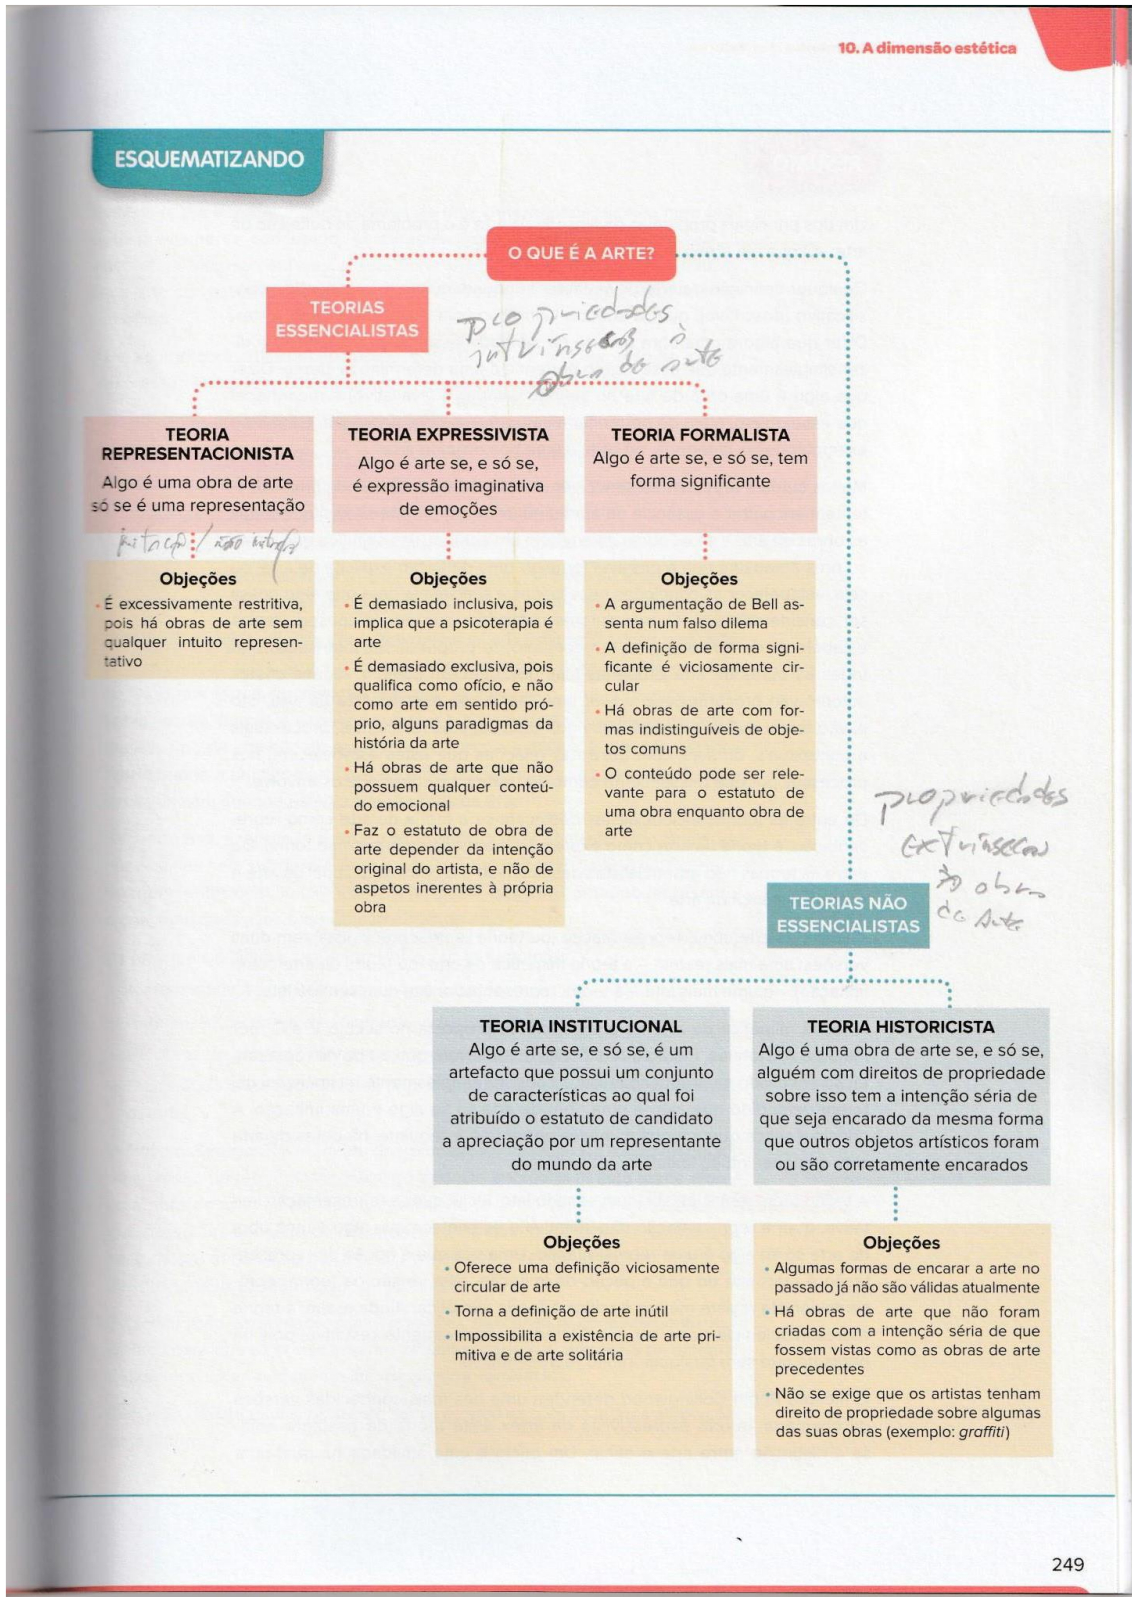 10. A dimensão estética
ESQUEMATIZANDO
O QUE É A ARTE?
TEORIAS
ESSENCIALISTAS
propriedades
intrínsecas à
obra de arte
TEORIA
REPRESENTACIONISTA
Algo é uma obra de arte
só se é uma representação
imitação / não imitação
Objeções
• É excessivamente restritiva,
pois há obras de arte sem
qualquer intuito represen-
tativo
TEORIA EXPRESSIVISTA
Algo é arte se, e só se,
é expressão imaginativa
de emoções
Objeções
• É demasiado inclusiva, pois
implica que a psicoterapia é
arte
• É demasiado exclusiva, pois
qualifica como ofício, e não
como arte em sentido pró-
prio, alguns paradigmas da
história da arte
• Há obras de arte que não
possuem qualquer conteú-
do emocional
• Faz o estatuto de obra de
arte depender da intenção
original do artista, e não de
aspetos inerentes à própria
obra
TEORIA FORMALISTA
Algo é arte se, e só se, tem
forma significante
Objeções
• A argumentação de Bell as-
senta num falso dilema
• A definição de forma signi-
ficante é viciosamente cir-
cular
• Há obras de arte com for-
mas indistinguíveis de obje-
tos comuns
• O conteúdo pode ser rele-
vante para o estatuto de
uma obra enquanto obra de
arte
propriedades
extrínsecas
à obra
de Arte
TEORIAS NÃO
ESSENCIALISTAS
TEORIA INSTITUCIONAL
Algo é arte se, e só se, é um
artefacto que possui um conjunto
de características ao qual foi
atribuído o estatuto de candidato
a apreciação por um representante
do mundo da arte
Objeções
• Oferece uma definição viciosamente
circular de arte
• Torna a definição de arte inútil
• Impossibilita a existência de arte pri-
mitiva e de arte solitária
TEORIA HISTORICISTA
Algo é uma obra de arte se, e só se,
alguém com direitos de propriedade
sobre isso tem a intenção séria de
que seja encarado da mesma forma
que outros objetos artísticos foram
ou são corretamente encarados
Objeções
• Algumas formas de encarar a arte no
passado já não são válidas atualmente
• Há obras de arte que não foram
criadas com a intenção séria de que
fossem vistas como as obras de arte
precedentes
• Não se exige que os artistas tenham
direito de propriedade sobre algumas
das suas obras (exemplo: graffiti)
249